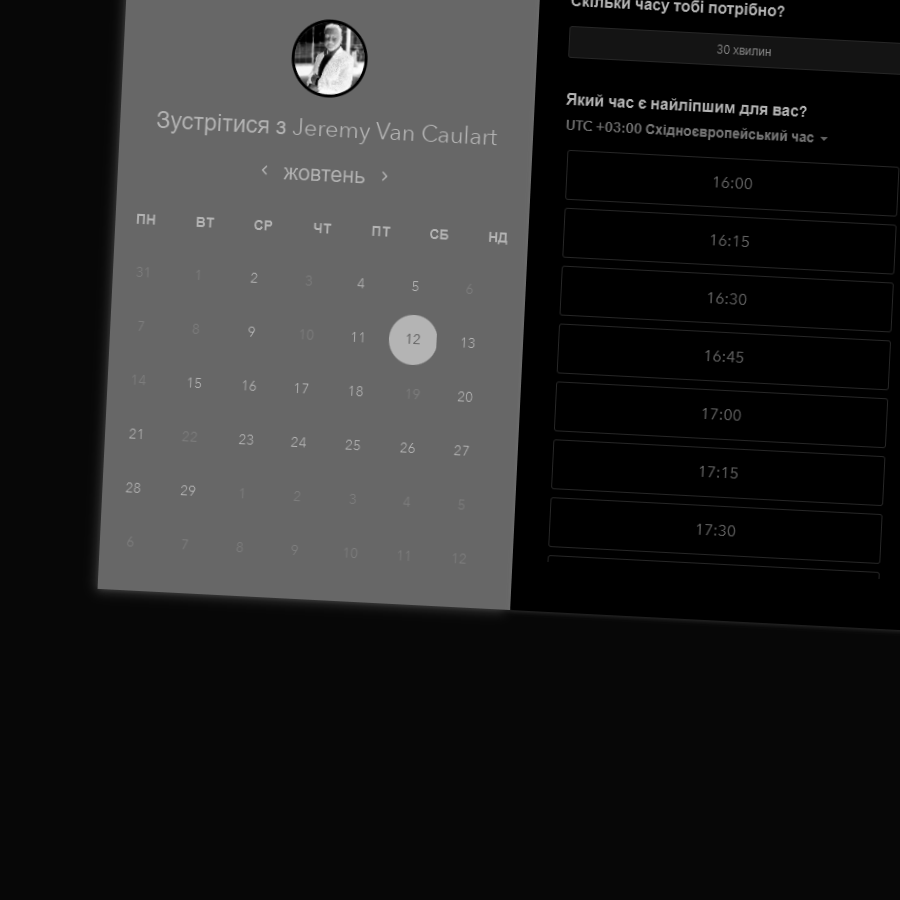 Зустрітися з Jeremy Van Caulart
‹ жовтень ›
ПН ВТ СР ЧТ ПТ СБ НД
31 1 2 3 4 5 6
7 8 9 10 11 12 13
14 15 16 17 18 19 20
21 22 23 24 25 26 27
28 29 1 2 3 4 5
6 7 8 9 10 11 12
Скільки часу тобі потрібно?
30 хвилин
Який час є найліпшим для вас?
UTC +03:00 Східноєвропейський час
16:00
16:15
16:30
16:45
17:00
17:15
17:30